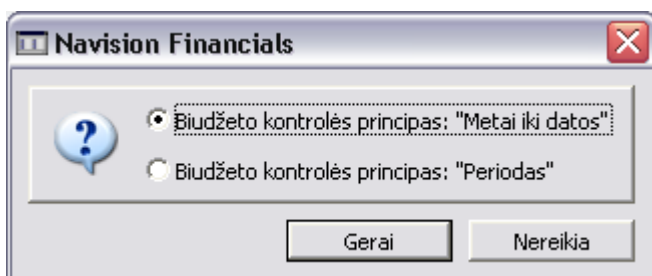 Navision Financials
Biudžeto kontrolės principas: "Metai iki datos"
Biudžeto kontrolės principas: "Periodas"
Gerai
Nereikia